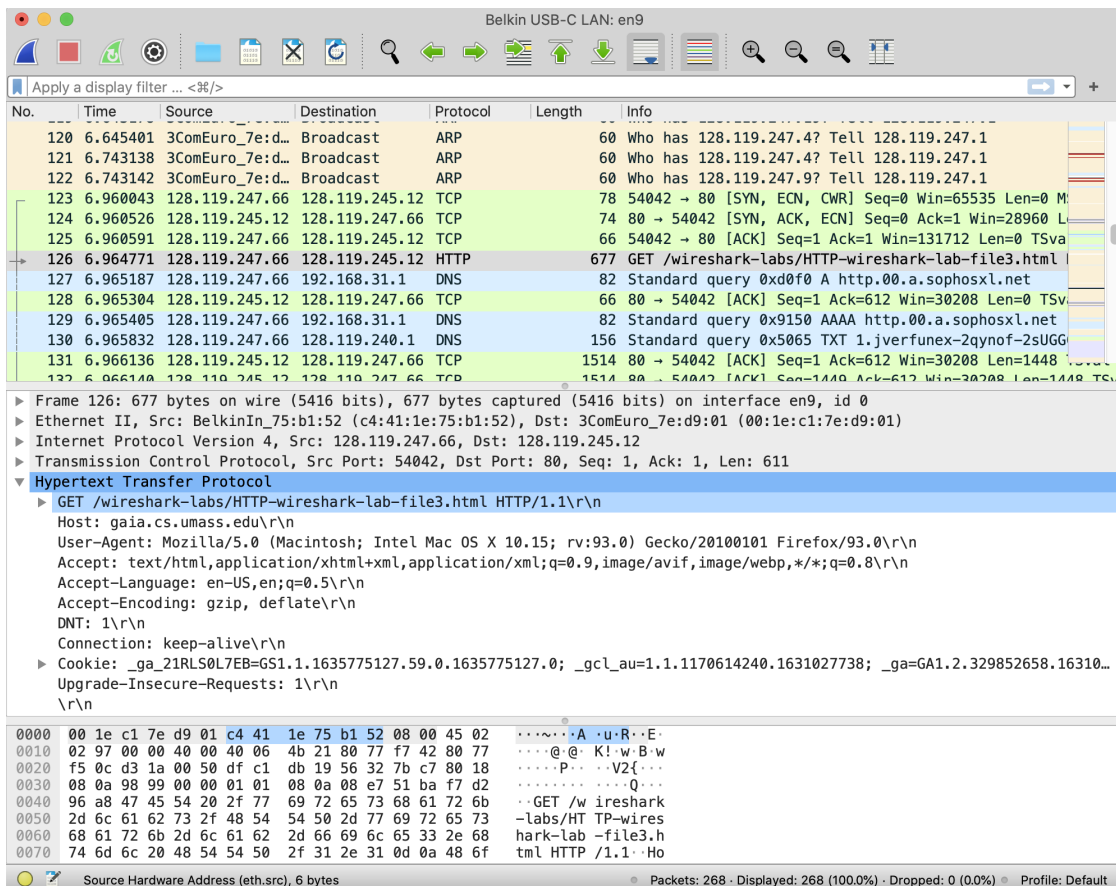 Belkin USB-C LAN: en9
Apply a display filter ... <⌘/>
No. Time Source Destination Protocol Length Info
120 6.645401 3ComEuro_7e:d… Broadcast ARP 60 Who has 128.119.247.4? Tell 128.119.247.1
121 6.743138 3ComEuro_7e:d… Broadcast ARP 60 Who has 128.119.247.4? Tell 128.119.247.1
122 6.743142 3ComEuro_7e:d… Broadcast ARP 60 Who has 128.119.247.9? Tell 128.119.247.1
123 6.960043 128.119.247.66 128.119.245.12 TCP 78 54042 → 80 [SYN, ECN, CWR] Seq=0 Win=65535 Len=0 M
124 6.960526 128.119.245.12 128.119.247.66 TCP 74 80 → 54042 [SYN, ACK, ECN] Seq=0 Ack=1 Win=28960 L
125 6.960591 128.119.247.66 128.119.245.12 TCP 66 54042 → 80 [ACK] Seq=1 Ack=1 Win=131712 Len=0 TSva
126 6.964771 128.119.247.66 128.119.245.12 HTTP 677 GET /wireshark-labs/HTTP-wireshark-lab-file3.html
127 6.965187 128.119.247.66 192.168.31.1 DNS 82 Standard query 0xd0f0 A http.00.a.sophosxl.net
128 6.965304 128.119.245.12 128.119.247.66 TCP 66 80 → 54042 [ACK] Seq=1 Ack=612 Win=30208 Len=0 TSv
129 6.965405 128.119.247.66 192.168.31.1 DNS 82 Standard query 0x9150 AAAA http.00.a.sophosxl.net
130 6.965832 128.119.247.66 128.119.240.1 DNS 156 Standard query 0x5065 TXT 1.jverfunex-2qynof-2sUGG
131 6.966136 128.119.245.12 128.119.247.66 TCP 1514 80 → 54042 [ACK] Seq=1 Ack=612 Win=30208 Len=1448
132 6.966140 128.119.245.12 128.119.247.66 TCP 1514 80 → 54042 [ACK] Seq=1449 Ack=612 Win=30208 Len=1448 TSv
Frame 126: 677 bytes on wire (5416 bits), 677 bytes captured (5416 bits) on interface en9, id 0
Ethernet II, Src: BelkinIn_75:b1:52 (c4:41:1e:75:b1:52), Dst: 3ComEuro_7e:d9:01 (00:1e:c1:7e:d9:01)
Internet Protocol Version 4, Src: 128.119.247.66, Dst: 128.119.245.12
Transmission Control Protocol, Src Port: 54042, Dst Port: 80, Seq: 1, Ack: 1, Len: 611
Hypertext Transfer Protocol
GET /wireshark-labs/HTTP-wireshark-lab-file3.html HTTP/1.1\r\n
Host: gaia.cs.umass.edu\r\n
User-Agent: Mozilla/5.0 (Macintosh; Intel Mac OS X 10.15; rv:93.0) Gecko/20100101 Firefox/93.0\r\n
Accept: text/html,application/xhtml+xml,application/xml;q=0.9,image/avif,image/webp,*/*;q=0.8\r\n
Accept-Language: en-US,en;q=0.5\r\n
Accept-Encoding: gzip, deflate\r\n
DNT: 1\r\n
Connection: keep-alive\r\n
Cookie: _ga_21RLS0L7EB=GS1.1.1635775127.59.0.1635775127.0; _gcl_au=1.1.1170614240.1631027738; _ga=GA1.2.329852658.16310…
Upgrade-Insecure-Requests: 1\r\n
\r\n
0000 00 1e c1 7e d9 01 c4 41 1e 75 b1 52 08 00 45 02 ···~···A·u·R··E·
0010 02 97 00 00 40 00 40 06 4b 21 80 77 f7 42 80 77 ····@·@·K!·w·B·w
0020 f5 0c d3 1a 00 50 df c1 db 19 56 32 7b c7 80 18 ·····P····V2{···
0030 08 0a 98 99 00 00 01 01 08 0a 08 e7 51 ba f7 d2 ············Q···
0040 96 a8 47 45 54 20 2f 77 69 72 65 73 68 61 72 6b ··GET /w ireshark
0050 2d 6c 61 62 73 2f 48 54 54 50 2d 77 69 72 65 73 -labs/HT TP-wires
0060 68 61 72 6b 2d 6c 61 62 2d 66 69 6c 65 33 2e 68 hark-lab -file3.h
0070 74 6d 6c 20 48 54 54 50 2f 31 2e 31 0d 0a 48 6f tml HTTP /1.1··Ho
Source Hardware Address (eth.src), 6 bytes Packets: 268 · Displayed: 268 (100.0%) · Dropped: 0 (0.0%) Profile: Default